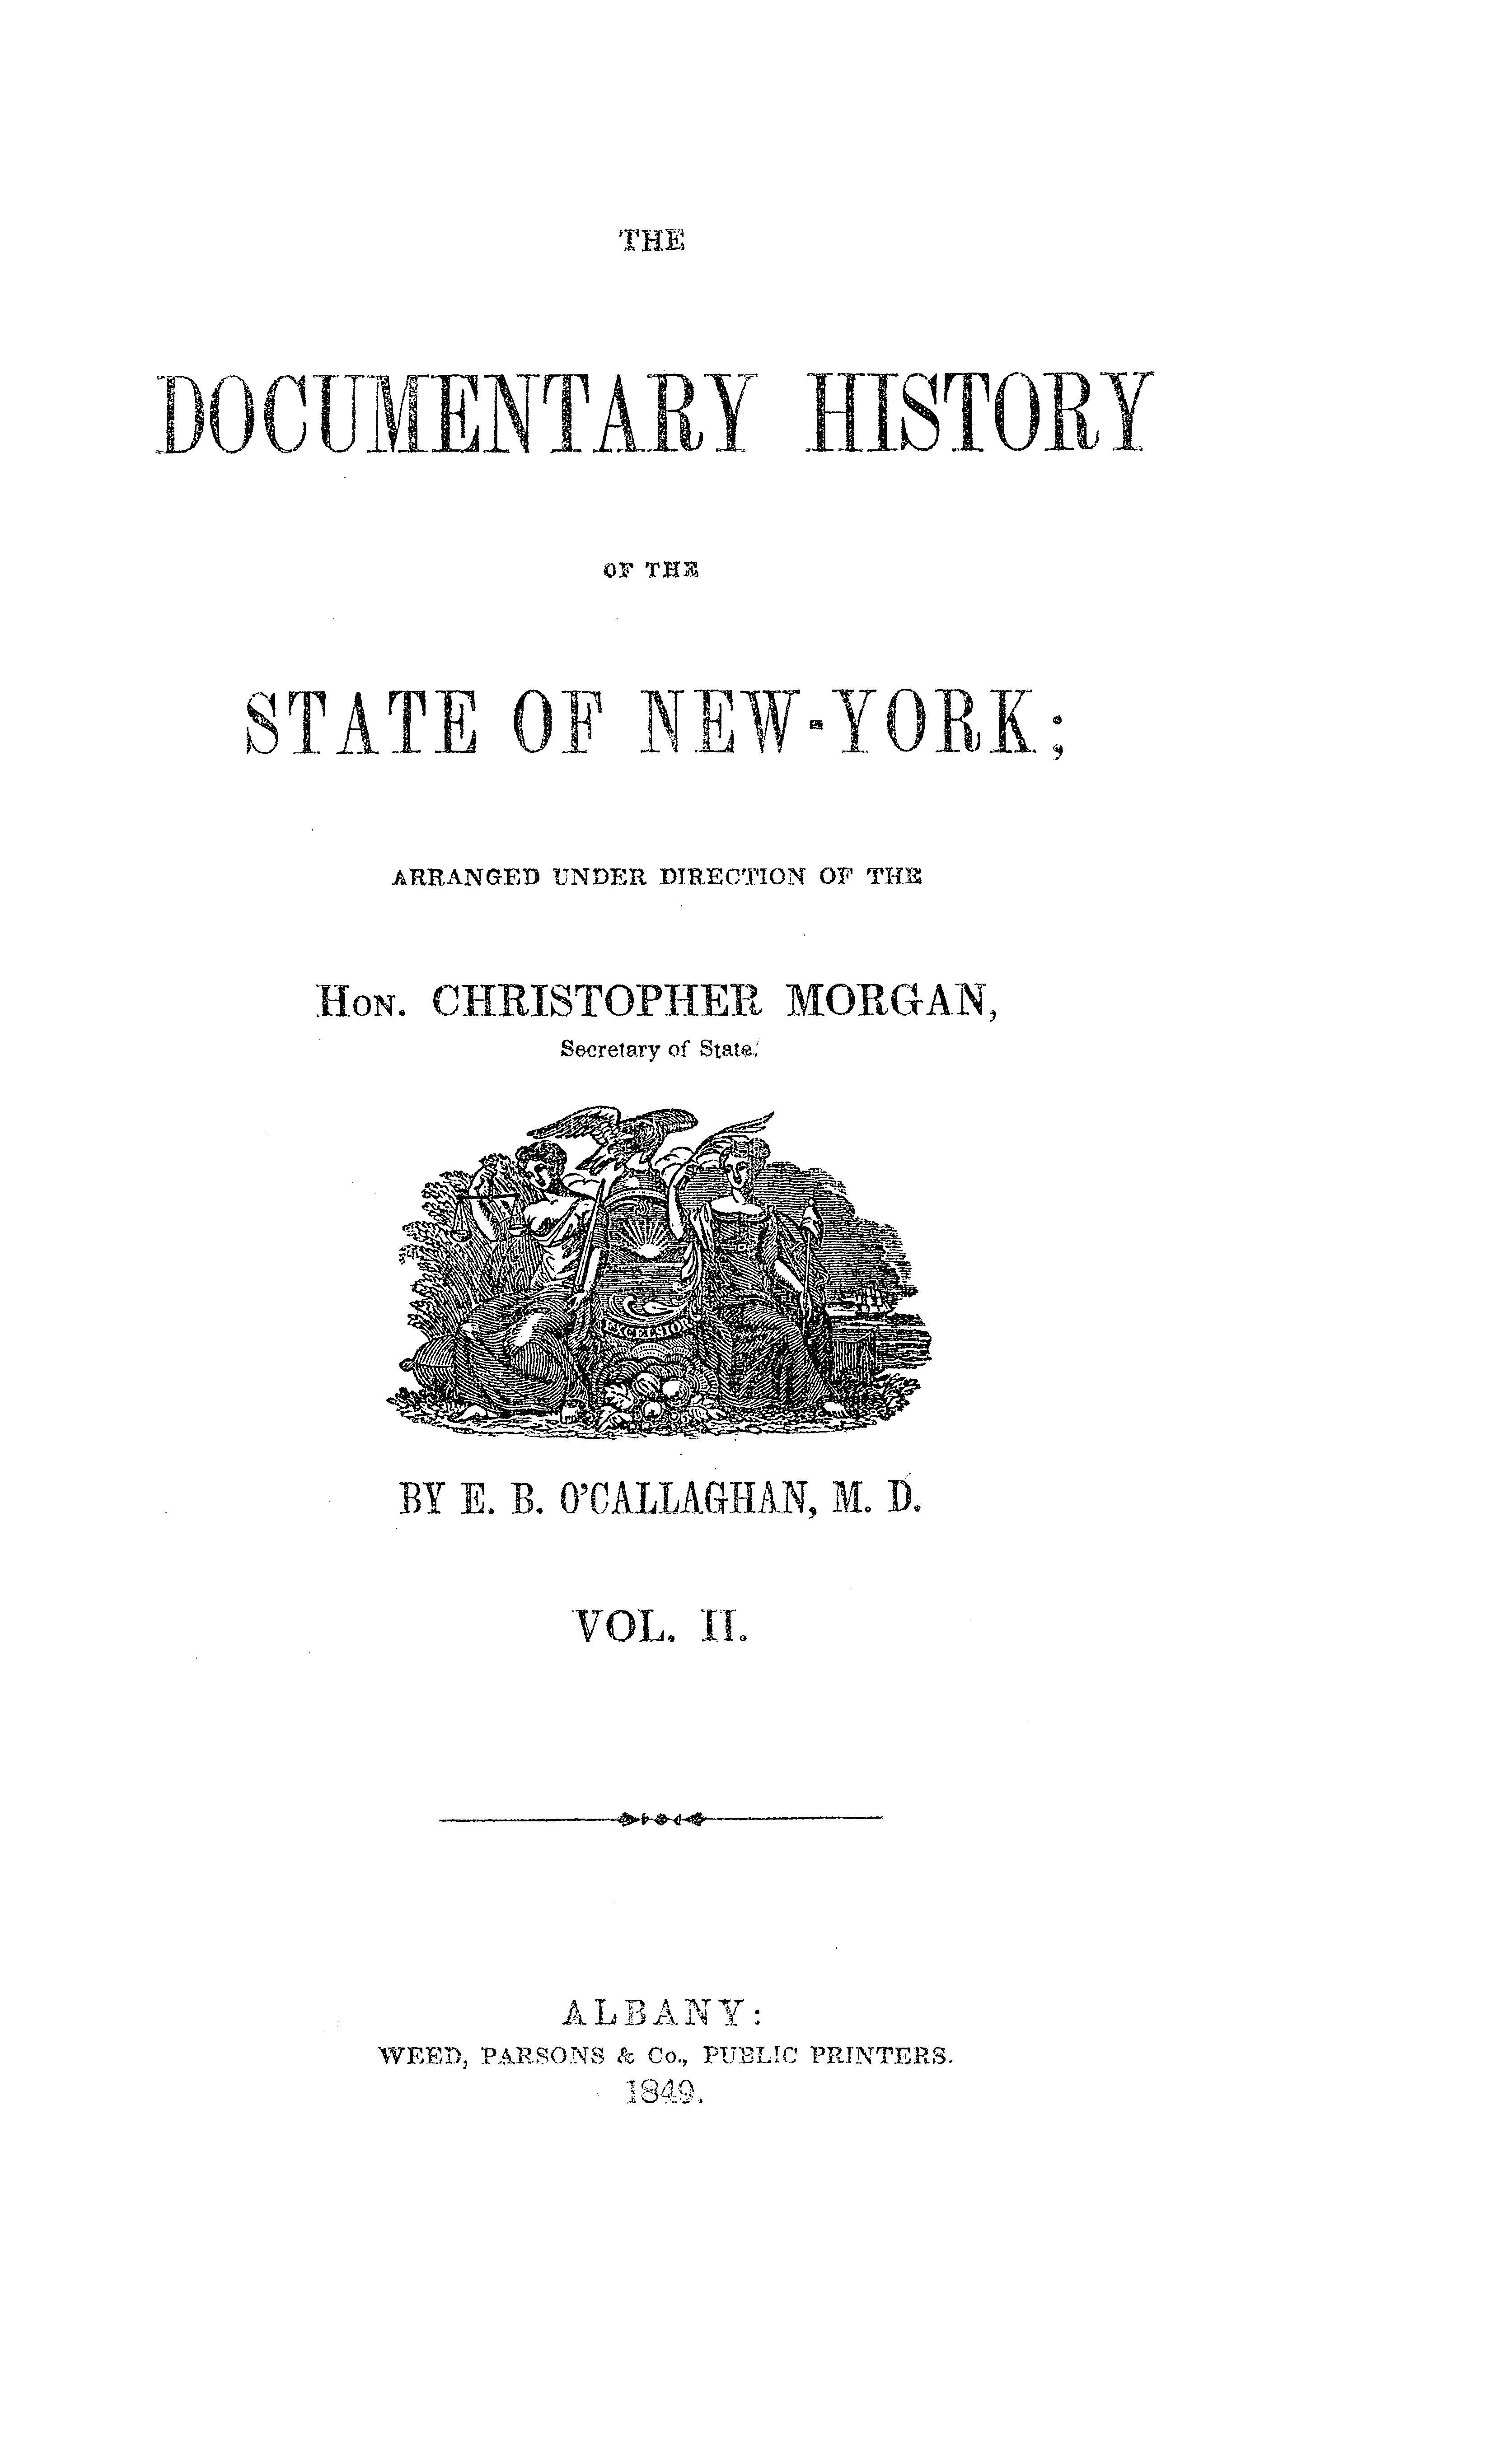 THE
DOCUMENTARY HISTORY
OF THE
STATE OF NEW-YORK;
ARRANGED UNDER DIRECTION OF THE
HON. CHRISTOPHER MORGAN,
Secretary of State.
EXCELSIOR
BY E. B. O'CALLAGHAN, M. D.
VOL. II.
ALBANY:
WEED, PARSONS & Co., PUBLIC PRINTERS.
1849.